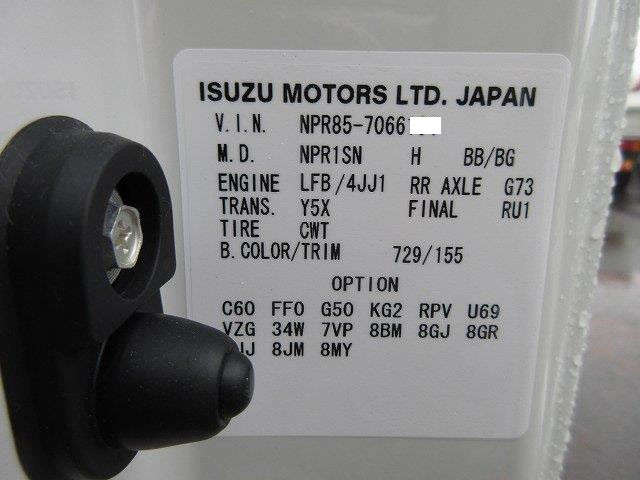 ISUZU MOTORS LTD. JAPAN
V.I.N. NPR85-7066
M.D. NPR1SN H BB/BG
ENGINE LFB/4JJ1 RR AXLE G73
TRANS. Y5X FINAL RU1
TIRE CWT
B.COLOR/TRIM 729/155
OPTION
C60 FF0 G50 KG2 RPV U69
VZG 34W 7VP 8BM 8GJ 8GR
8JM 8MY